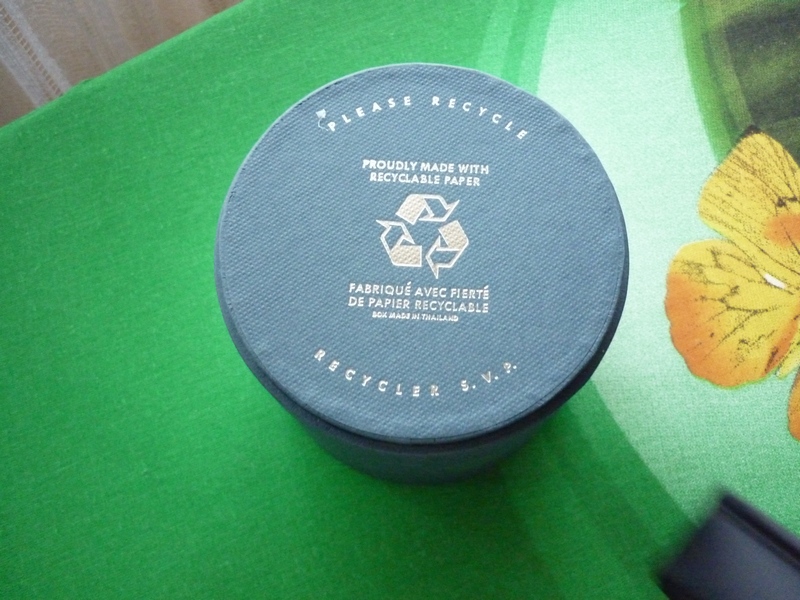 PLEASE RECYCLE
PROUDLY MADE WITH
RECYCLABLE PAPER
FABRIQUÉ AVEC FIERTÉ
DE PAPIER RECYCLABLE
BOX MADE IN THAILAND
RECYCLER S.V.P.